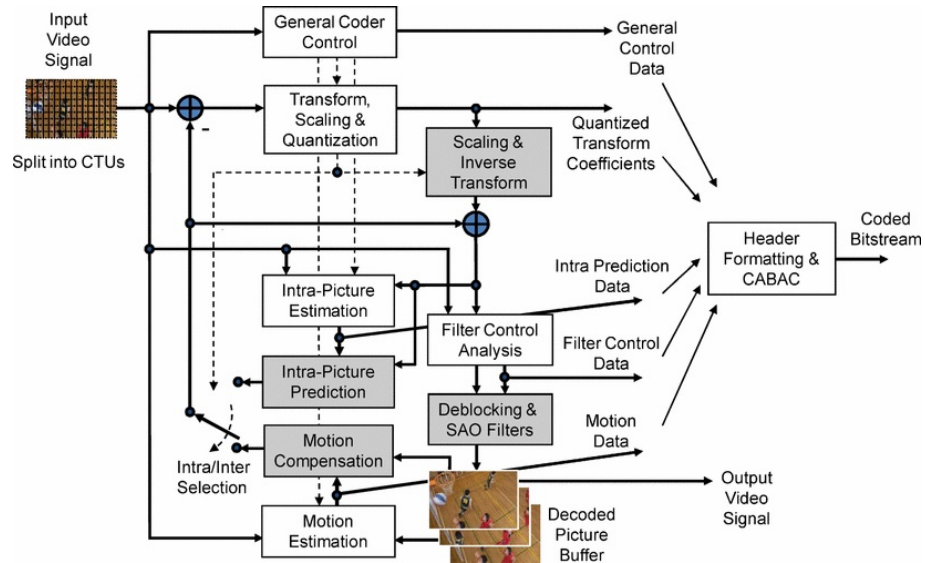 Input
Video
Signal
Split into CTUs
General Coder
Control
Transform,
Scaling &
Quantization
-
Scaling &
Inverse
Transform
General
Control
Data
Quantized
Transform
Coefficients
Header
Formatting &
CABAC
Coded
Bitstream
Intra-Picture
Estimation
Intra Prediction
Data
Filter Control
Analysis
Filter Control
Data
Intra-Picture
Prediction
Deblocking &
SAO Filters
Motion
Data
Motion
Compensation
Intra/Inter
Selection
Motion
Estimation
Decoded
Picture
Buffer
Output
Video
Signal